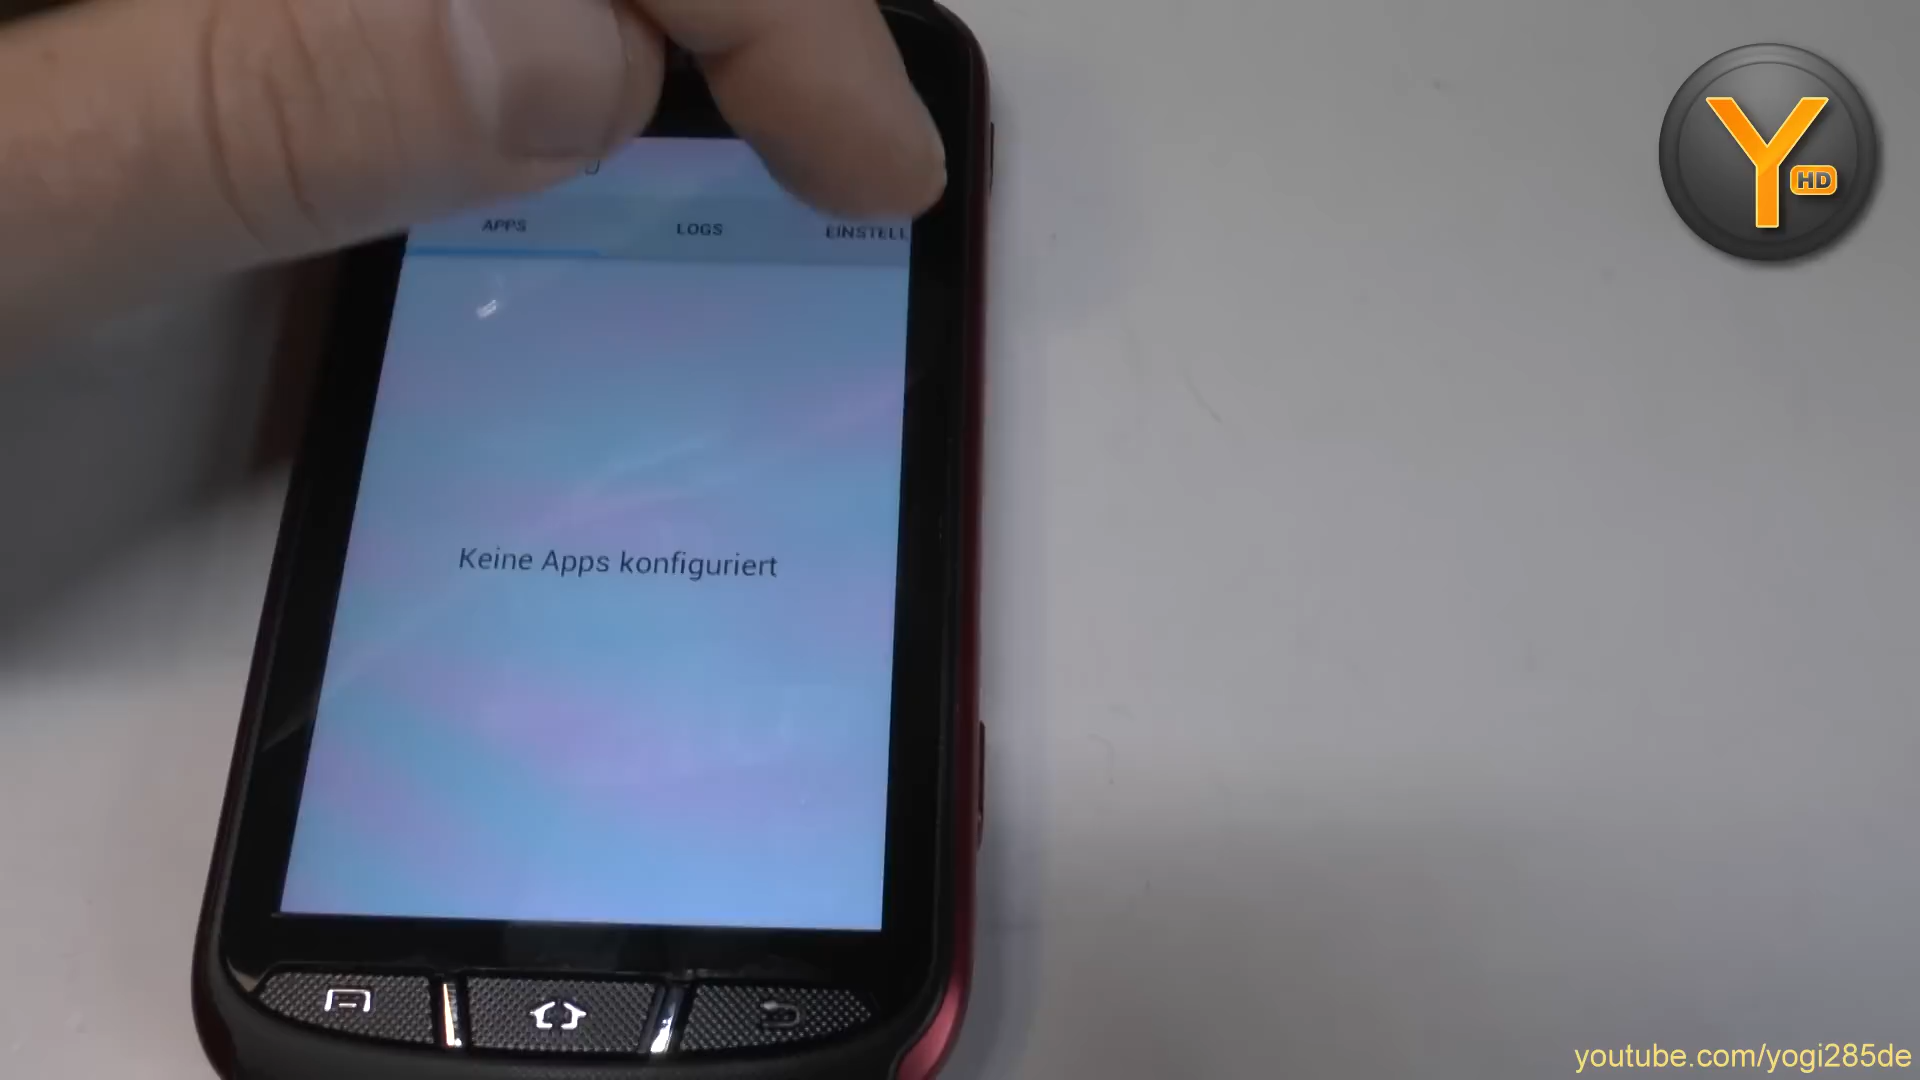 Y
HD
APPS
LOGS
EINSTELL
Keine Apps konfiguriert
youtube.com/yogi285de